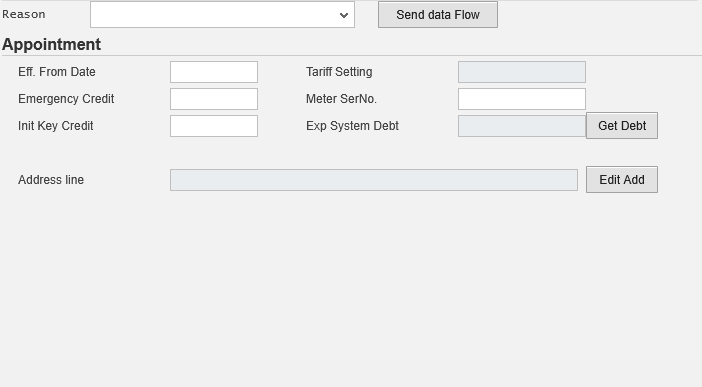 Reason Send data Flow
Appointment
Eff. From Date Tariff Setting
Emergency Credit Meter SerNo.
Init Key Credit Exp System Debt Get Debt
Address line Edit Add